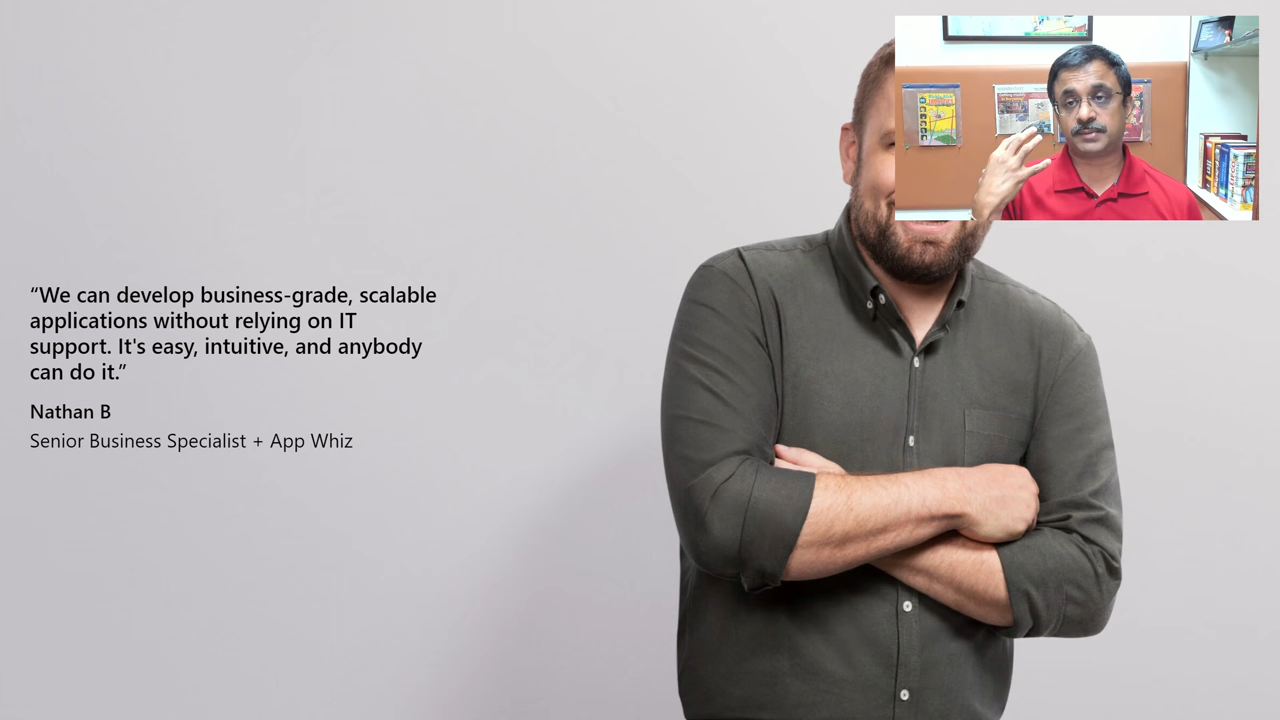 “We can develop business-grade, scalable
applications without relying on IT
support. It's easy, intuitive, and anybody
can do it.”
Nathan B
Senior Business Specialist + App Whiz